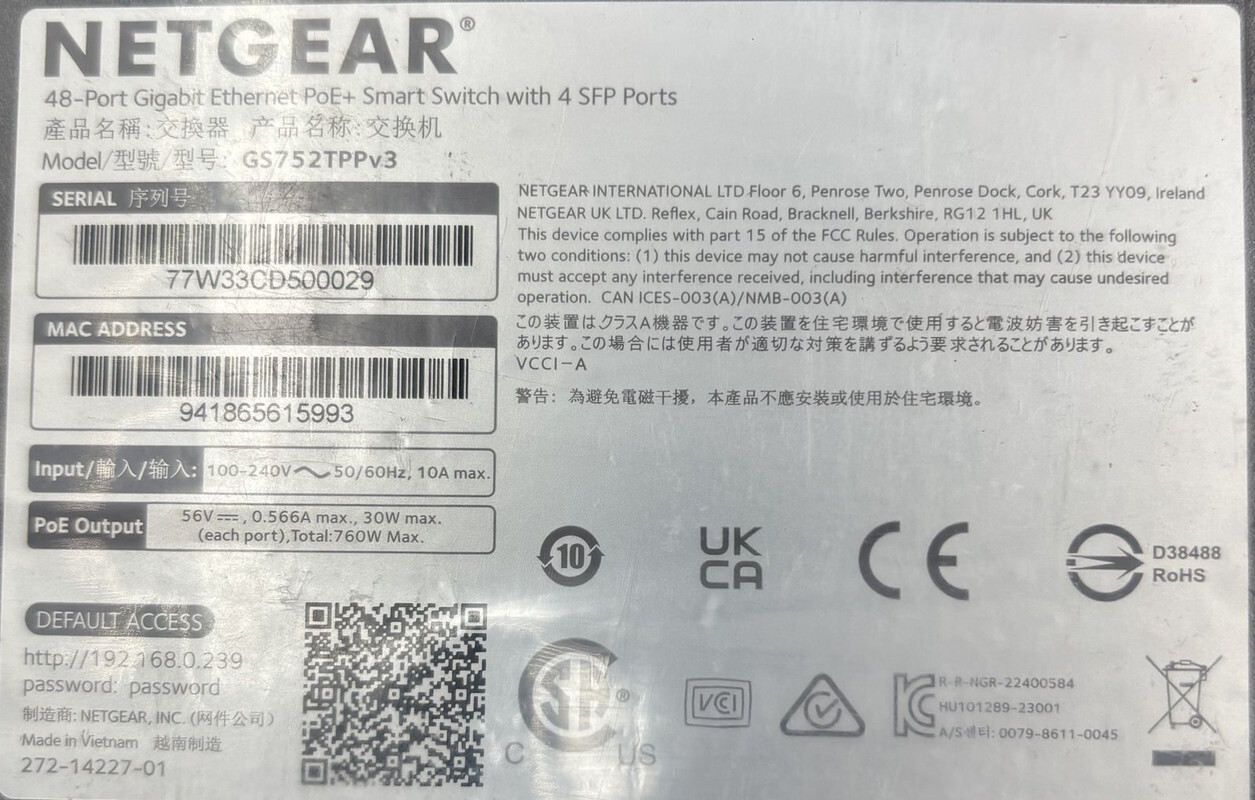 NETGEAR®
48-Port Gigabit Ethernet PoE+ Smart Switch with 4 SFP Ports
產品名稱:交換器 产品名称:交换机
Model/型號/型号: GS752TPPv3
SERIAL 序列号
77W33CD500029
MAC ADDRESS
941865615993
Input/輸入/输入: 100-240V 50/60Hz, 10A max.
PoE Output
56V⎓, 0.566A max., 30W max.
(each port),Total:760W Max.
NETGEAR INTERNATIONAL LTD Floor 6, Penrose Two, Penrose Dock, Cork, T23 YY09, Ireland
NETGEAR UK LTD. Reflex, Cain Road, Bracknell, Berkshire, RG12 1HL, UK
This device complies with part 15 of the FCC Rules. Operation is subject to the following
two conditions: (1) this device may not cause harmful interference, and (2) this device
must accept any interference received, including interference that may cause undesired
operation. CAN ICES-003(A)/NMB-003(A)
この装置はクラスA機器です。この装置を住宅環境で使用すると電波妨害を引き起こすことが
あります。この場合には使用者が適切な対策を講ずるよう要求されることがあります。
VCCI-A
警告: 為避免電磁干擾，本產品不應安裝或使用於住宅環境。
10
UK
CA
CE
D38488
RoHS
DEFAULT ACCESS
http://192.168.0.239
password: password
制造商: NETGEAR, INC. (网件公司)
Made in Vietnam 越南制造
272-14227-01
C US
®
VCI
R-R-NGR-22400584
HU101289-23001
A/S센터: 0079-8611-0045